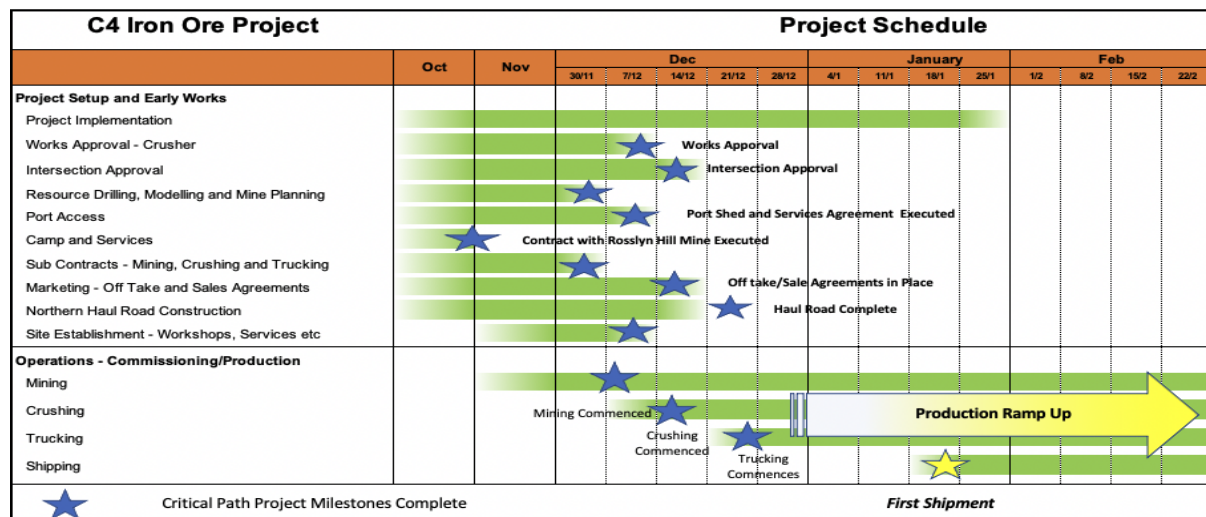 C4 Iron Ore Project
Project Schedule
Oct
Nov
Dec
January
Feb
30/11 7/12 14/12 21/12 28/12 4/1 11/1 18/1 25/1 1/2 8/2 15/2 22/2
Project Setup and Early Works
Project Implementation
Works Approval - Crusher
Works Apporval
Intersection Approval
Intersection Apporval
Resource Drilling, Modelling and Mine Planning
Port Access
Port Shed and Services Agreement Executed
Camp and Services
Contract with Rosslyn Hill Mine Executed
Sub Contracts - Mining, Crushing and Trucking
Marketing - Off Take and Sales Agreements
Off take/Sale Agreements in Place
Northern Haul Road Construction
Haul Road Complete
Site Establishment - Workshops, Services etc
Operations - Commissioning/Production
Mining
Crushing
Mining Commenced
Production Ramp Up
Trucking
Crushing
Commenced
Shipping
Trucking
Commences
Critical Path Project Milestones Complete
First Shipment